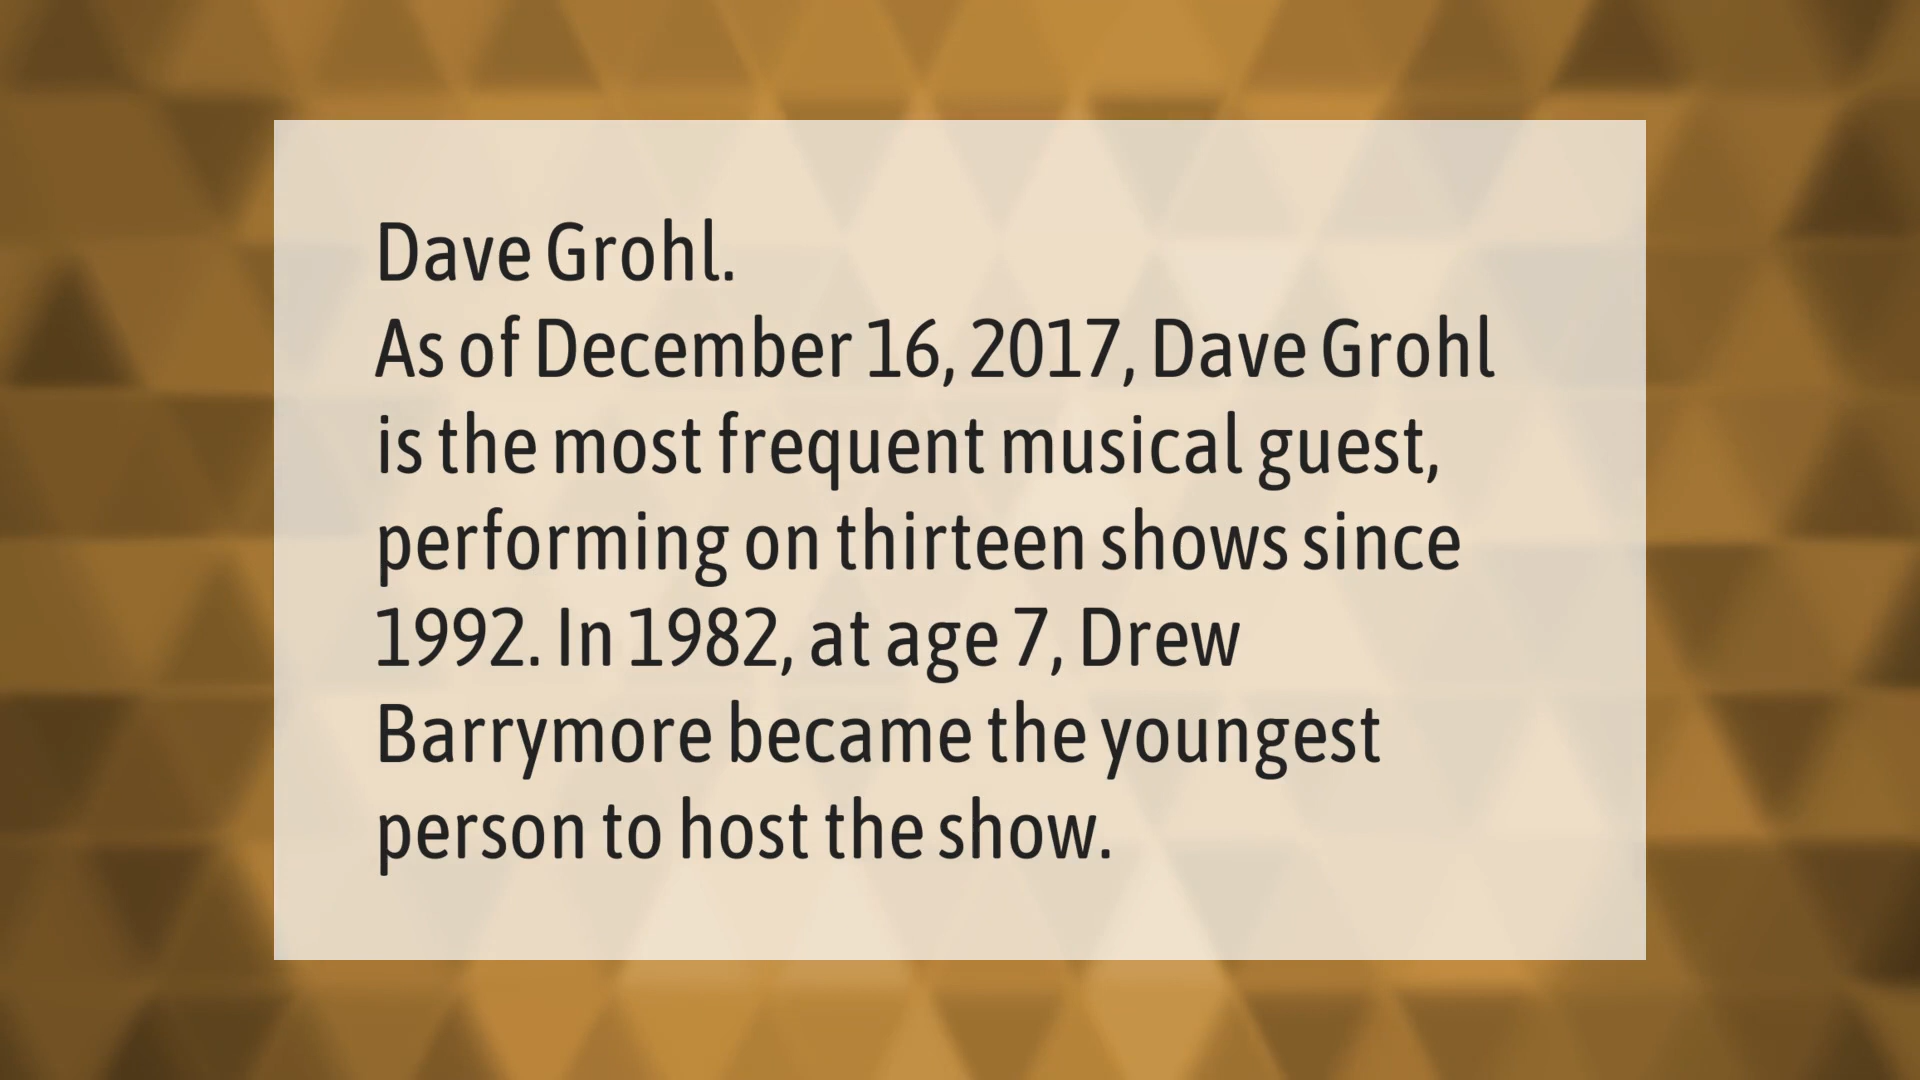 Dave Grohl.
As of December 16, 2017, Dave Grohl
is the most frequent musical guest,
performing on thirteen shows since
1992. In 1982, at age 7, Drew
Barrymore became the youngest
person to host the show.